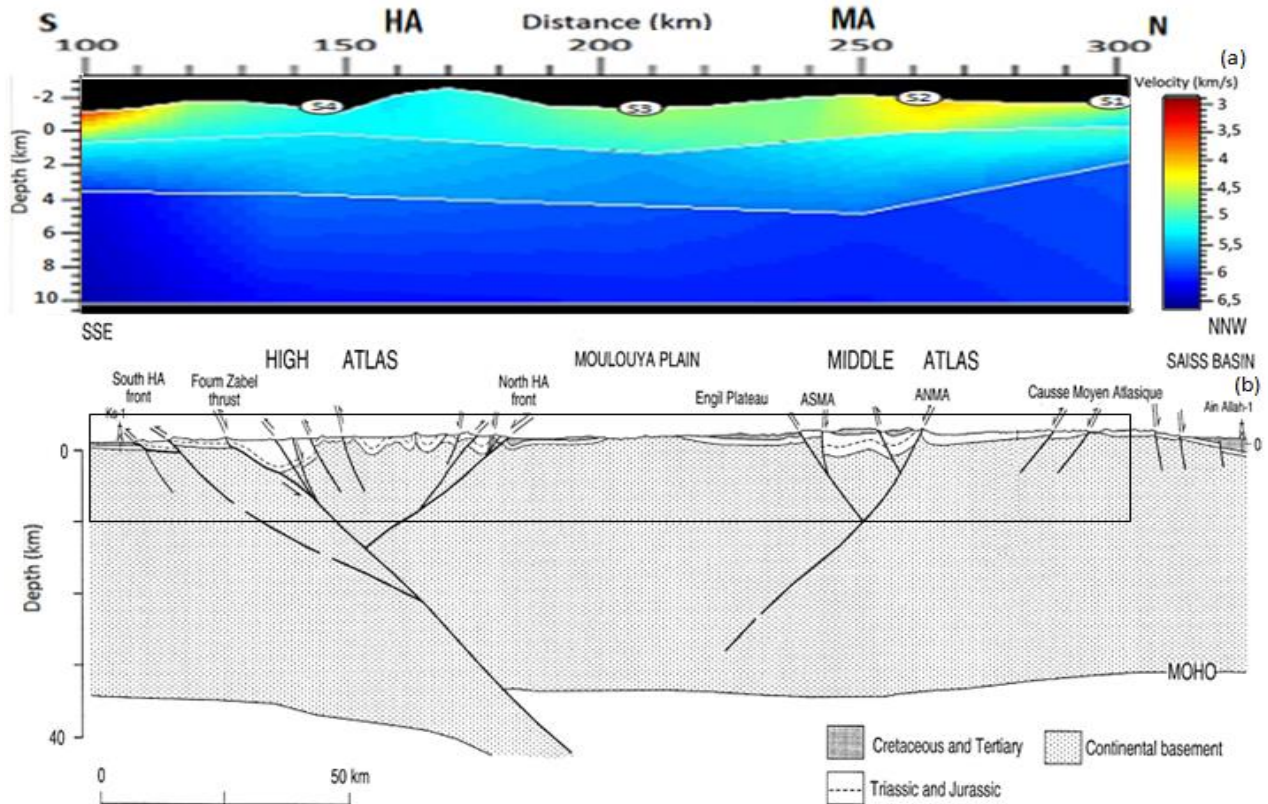 S HA Distance (km) MA N
100 150 200 250 300
(a)
Velocity (km/s)
Depth (km)
-2
0
2
4
6
8
10
S4 S3 S2 S1
3
3,5
4
4,5
5
5,5
6
6,5
SSE NNW
HIGH ATLAS MOULOUYA PLAIN MIDDLE ATLAS SAISS BASIN
(b)
South HA
front
Foum Zabel
thrust
North HA
front
Engil Plateau ASMA ANMA Causse Moyen Atlasique
Ain Allah-1
0 0
Depth (km)
MOHO
40
Cretaceous and Tertiary Continental basement
Triassic and Jurassic
0 50 km